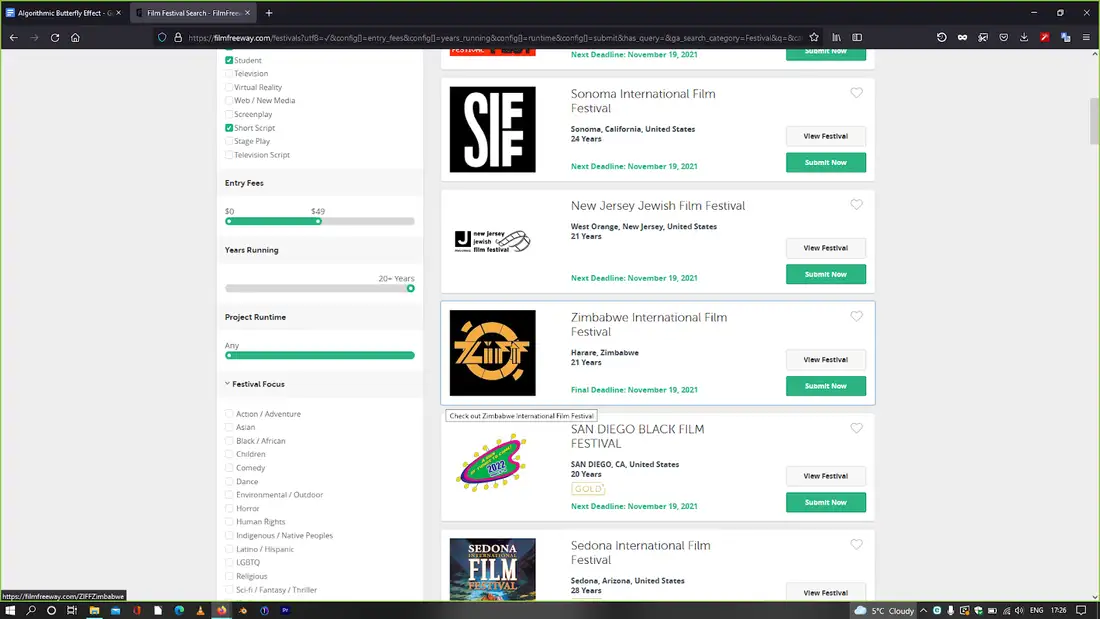 Algorithmic Butterfly Effect - G
Film Festival Search - FilmFreew
https://filmfreeway.com/festivals?utf8=√&config[]=entry_fees&config[]=years_running&config[]=runtime&config[]=submit&has_query=&ga_search_category=Festival&q=&c
Student
Television
Virtual Reality
Web / New Media
Screenplay
Short Script
Stage Play
Television Script
Entry Fees
$0 $49
Years Running
20+ Years
Project Runtime
Any
Festival Focus
Action / Adventure
Asian
Black / African
Children
Comedy
Dance
Environmental / Outdoor
Horror
Human Rights
Indigenous / Native Peoples
Latino / Hispanic
LGBTQ
Religious
Sci-fi / Fantasy / Thriller
Next Deadline: November 19, 2021
Submit Now
SIFF
Sonoma International Film
Festival
Sonoma, California, United States
24 Years
Next Deadline: November 19, 2021
View Festival
Submit Now
new jersey
jewish
film festival
New Jersey Jewish Film Festival
West Orange, New Jersey, United States
21 Years
Next Deadline: November 19, 2021
View Festival
Submit Now
ZIFF
Zimbabwe International Film
Festival
Harare, Zimbabwe
21 Years
Final Deadline: November 19, 2021
View Festival
Submit Now
Check out Zimbabwe International Film Festival
2022
SAN DIEGO BLACK FILM
FESTIVAL
SAN DIEGO, CA, United States
20 Years
GOLD
Next Deadline: November 19, 2021
View Festival
Submit Now
SEDONA
INTERNATIONAL
FILM
FESTIVAL
Sedona International Film
Festival
Sedona, Arizona, United States
28 Years
View Festival
https://filmfreeway.com/ZIFFZimbabwe
5°C Cloudy
ENG
17:26